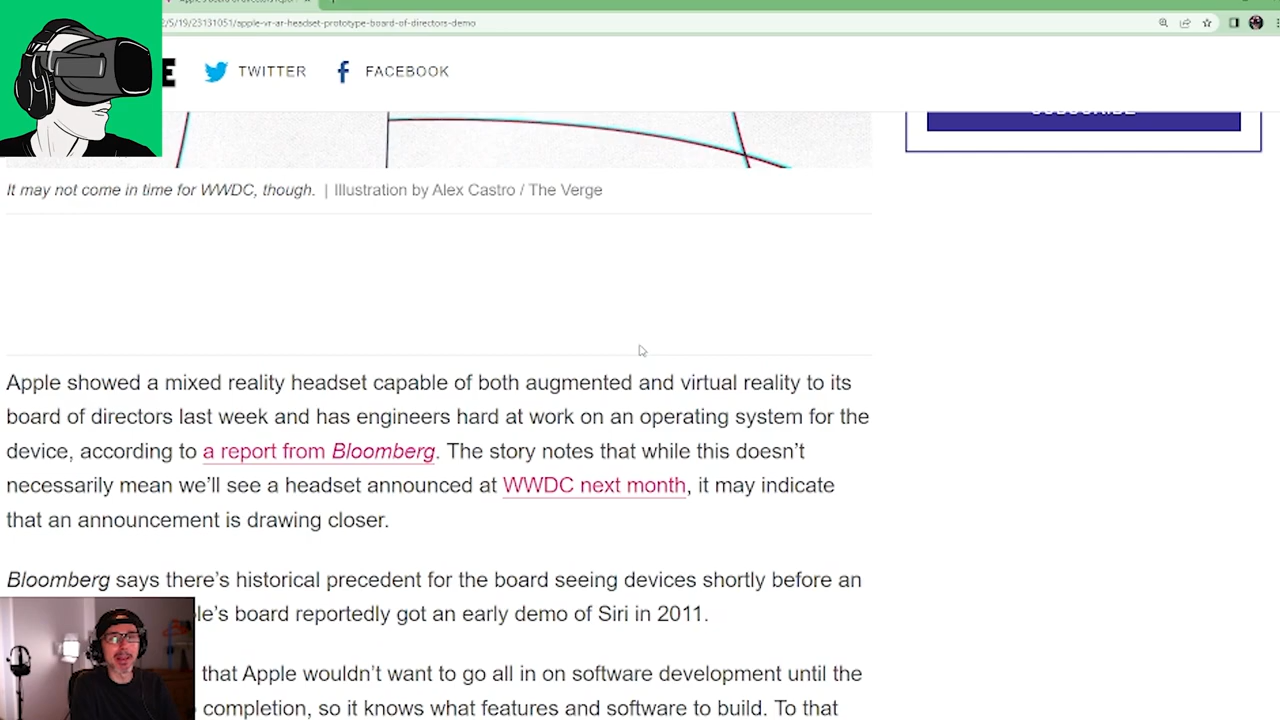 2/5/19/23131051/apple-vr-ar-headset-prototype-board-of-directors-demo
E TWITTER FACEBOOK
SUBSCRIBE
It may not come in time for WWDC, though. | Illustration by Alex Castro / The Verge
Apple showed a mixed reality headset capable of both augmented and virtual reality to its
board of directors last week and has engineers hard at work on an operating system for the
device, according to a report from Bloomberg. The story notes that while this doesn’t
necessarily mean we’ll see a headset announced at WWDC next month, it may indicate
that an announcement is drawing closer.
Bloomberg says there’s historical precedent for the board seeing devices shortly before an
le’s board reportedly got an early demo of Siri in 2011.
that Apple wouldn’t want to go all in on software development until the
completion, so it knows what features and software to build. To that